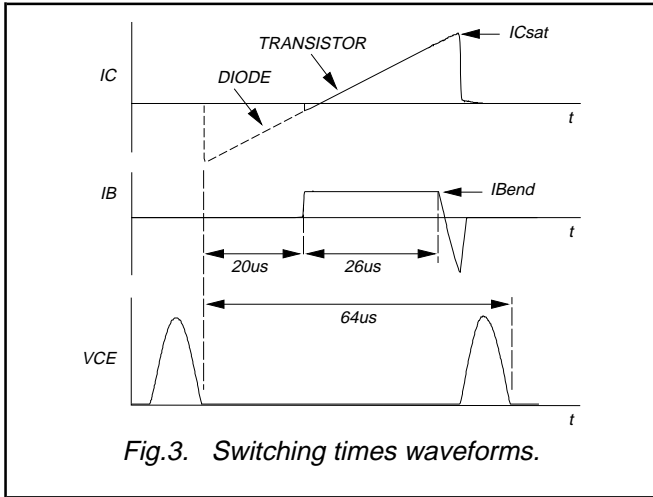 ICsat
TRANSISTOR
IC
DIODE
t
IB
IBend
t
20us
26us
64us
VCE
t
Fig.3. Switching times waveforms.